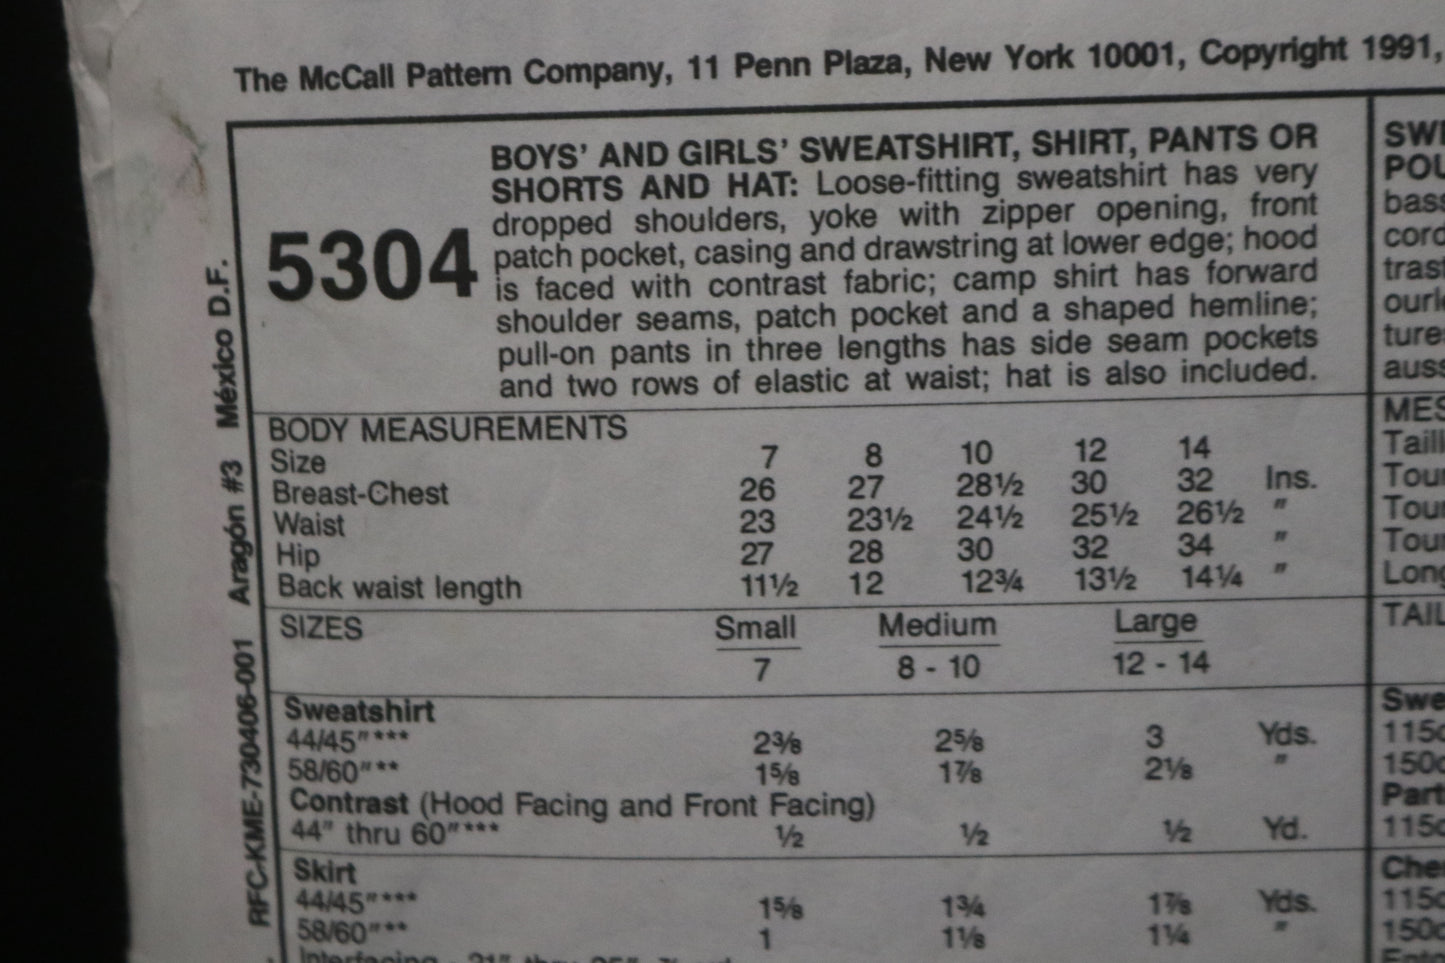 The McCall Pattern Company, 11 Penn Plaza, New York 10001, Copyright 1991,
5304
BOYS' AND GIRLS' SWEATSHIRT, SHIRT, PANTS OR
SHORTS AND HAT: Loose-fitting sweatshirt has very
dropped shoulders, yoke with zipper opening, front
patch pocket, casing and drawstring at lower edge; hood
is faced with contrast fabric; camp shirt has forward
shoulder seams, patch pocket and a shaped hemline;
pull-on pants in three lengths has side seam pockets
and two rows of elastic at waist; hat is also included.
BODY MEASUREMENTS
Size 7 8 10 12 14
Breast-Chest 26 27 28½ 30 32 Ins.
Waist 23 23½ 24½ 25½ 26½ "
Hip 27 28 30 32 34 "
Back waist length 11½ 12 12¾ 13½ 14¼ "
SIZES Small Medium Large
7 8 - 10 12 - 14
Sweatshirt
44/45"*** 2⅜ 2⅝ 3 Yds.
58/60"** 1⅝ 1⅞ 2⅛ "
Contrast (Hood Facing and Front Facing)
44" thru 60"*** ½ ½ ½ Yd.
Skirt
44/45"*** 1⅝ 1¾ 1⅞ Yds.
58/60"** 1 1⅛ 1¼ "
RFC-KME-730406-001 Aragón #3 México D.F.
SWE
POU
bass
cord
tras
ourl
ture
auss
MES
Taill
Tour
Tour
Tour
Long
TAIL
Swe
115c
150c
Part
115c
Che
115c
150c